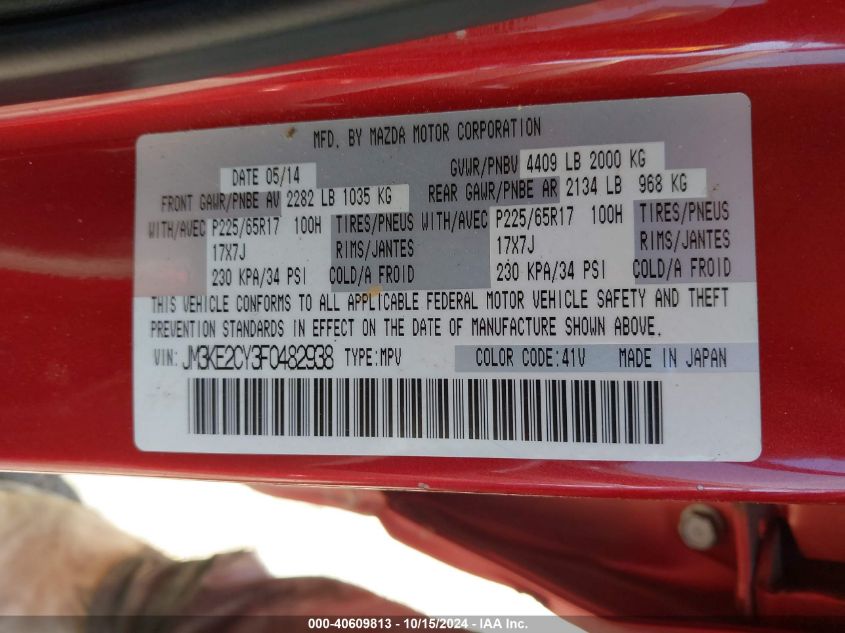 MFD. BY MAZDA MOTOR CORPORATION
DATE 05/14 GVWR/PNBV 4409 LB 2000 KG
FRONT GAWR/PNBE AV 2282 LB 1035 KG REAR GAWR/PNBE AR 2134 LB 968 KG
WITH/AVEC P225/65R17 100H TIRES/PNEUS WITH/AVEC P225/65R17 100H TIRES/PNEUS
17X7J RIMS/JANTES 17X7J RIMS/JANTES
230 KPA/34 PSI COLD/A FROID 230 KPA/34 PSI COLD/A FROID
THIS VEHICLE CONFORMS TO ALL APPLICABLE FEDERAL MOTOR VEHICLE SAFETY AND THEFT
PREVENTION STANDARDS IN EFFECT ON THE DATE OF MANUFACTURE SHOWN ABOVE.
VIN: JM3KE2CY3F0482938 TYPE:MPV COLOR CODE:41V MADE IN JAPAN
000-40609813 - 10/15/2024 - IAA Inc.